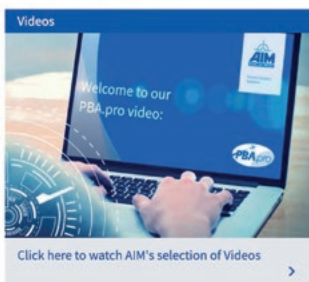 Videos
AIM
Welcome to our
PBA.pro video:
PBA.pro
Click here to watch AIM's selection of Videos